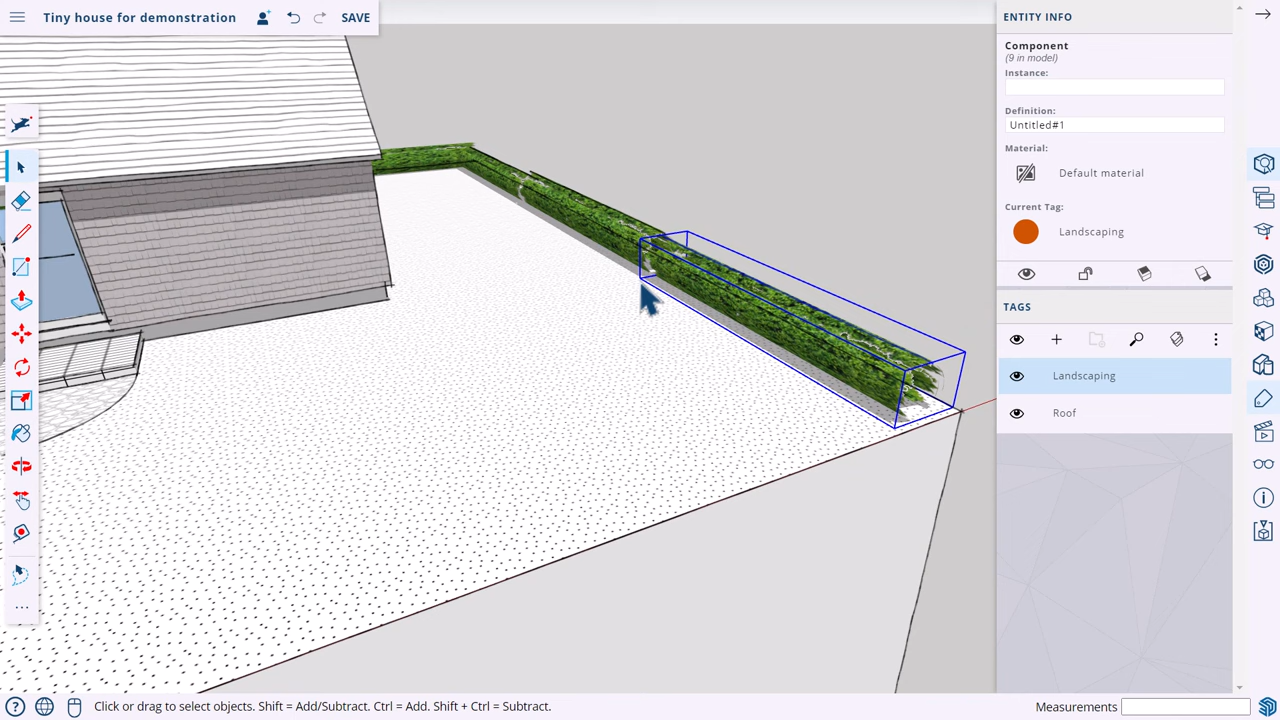 Tiny house for demonstration
SAVE
ENTITY INFO
Component
(9 in model)
Instance:
Definition:
Untitled#1
Material:
Default material
Current Tag:
Landscaping
TAGS
Landscaping
Roof
Click or drag to select objects. Shift = Add/Subtract. Ctrl = Add. Shift + Ctrl = Subtract.
Measurements